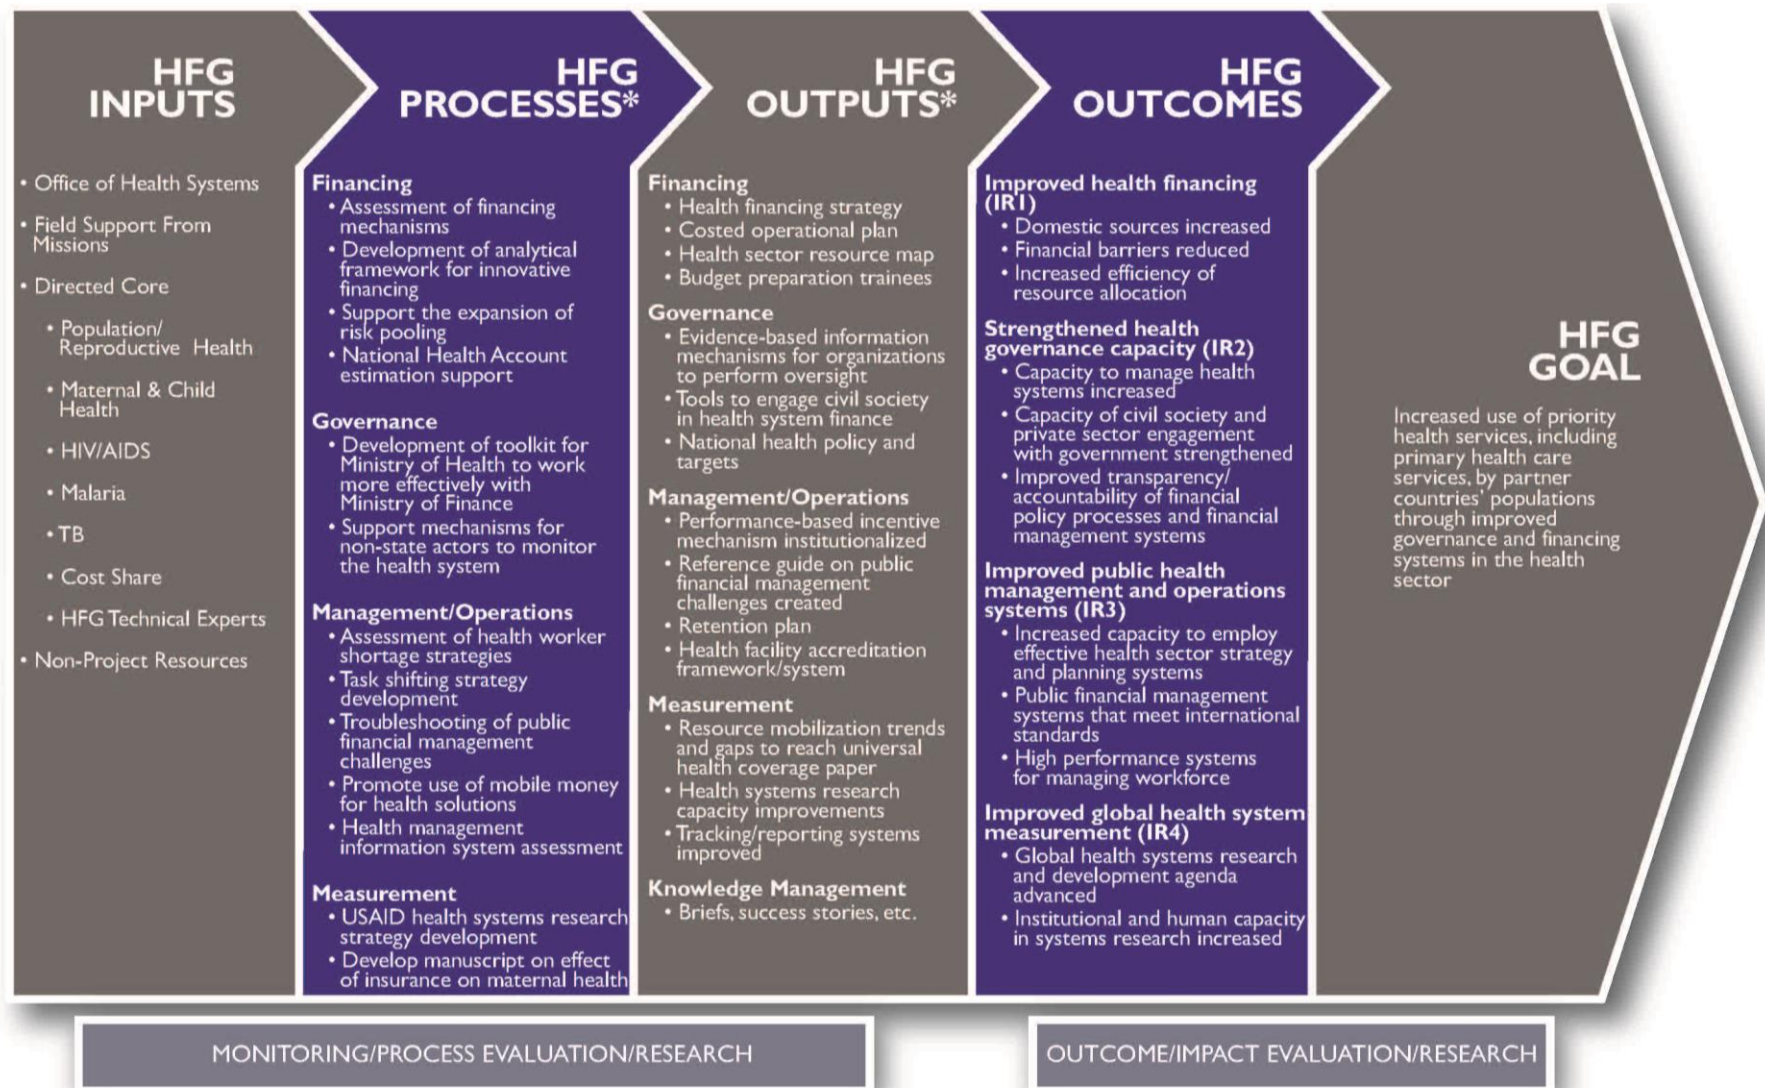 HFG
INPUTS
• Office of Health Systems
• Field Support From
Missions
• Directed Core
• Population/
Reproductive Health
• Maternal & Child
Health
• HIV/AIDS
• Malaria
• TB
• Cost Share
• HFG Technical Experts
• Non-Project Resources
HFG
PROCESSES*
Financing
• Assessment of financing
mechanisms
• Development of analytical
framework for innovative
financing
• Support the expansion of
risk pooling
• National Health Account
estimation support
Governance
• Development of toolkit for
Ministry of Health to work
more effectively with
Ministry of Finance
• Support mechanisms for
non-state actors to monitor
the health system
Management/Operations
• Assessment of health worker
shortage strategies
• Task shifting strategy
development
• Troubleshooting of public
financial management
challenges
• Promote use of mobile money
for health solutions
• Health management
information system assessment
Measurement
• USAID health systems research
strategy development
• Develop manuscript on effect
of insurance on maternal health
HFG
OUTPUTS*
Financing
• Health financing strategy
• Costed operational plan
• Health sector resource map
• Budget preparation trainees
Governance
• Evidence-based information
mechanisms for organizations
to perform oversight
• Tools to engage civil society
in health system finance
• National health policy and
targets
Management/Operations
• Performance-based incentive
mechanism institutionalized
• Reference guide on public
financial management
challenges created
• Retention plan
• Health facility accreditation
framework/system
Measurement
• Resource mobilization trends
and gaps to reach universal
health coverage paper
• Health systems research
capacity improvements
• Tracking/reporting systems
improved
Knowledge Management
• Briefs, success stories, etc.
HFG
OUTCOMES
Improved health financing
(IR1)
• Domestic sources increased
• Financial barriers reduced
• Increased efficiency of
resource allocation
Strengthened health
governance capacity (IR2)
• Capacity to manage health
systems increased
• Capacity of civil society and
private sector engagement
with government strengthened
• Improved transparency/
accountability of financial
policy processes and financial
management systems
Improved public health
management and operations
systems (IR3)
• Increased capacity to employ
effective health sector strategy
and planning systems
• Public financial management
systems that meet international
standards
• High performance systems
for managing workforce
Improved global health system
measurement (IR4)
• Global health systems research
and development agenda
advanced
• Institutional and human capacity
in systems research increased
HFG
GOAL
Increased use of priority
health services, including
primary health care
services, by partner
countries' populations
through improved
governance and financing
systems in the health
sector
MONITORING/PROCESS EVALUATION/RESEARCH
OUTCOME/IMPACT EVALUATION/RESEARCH